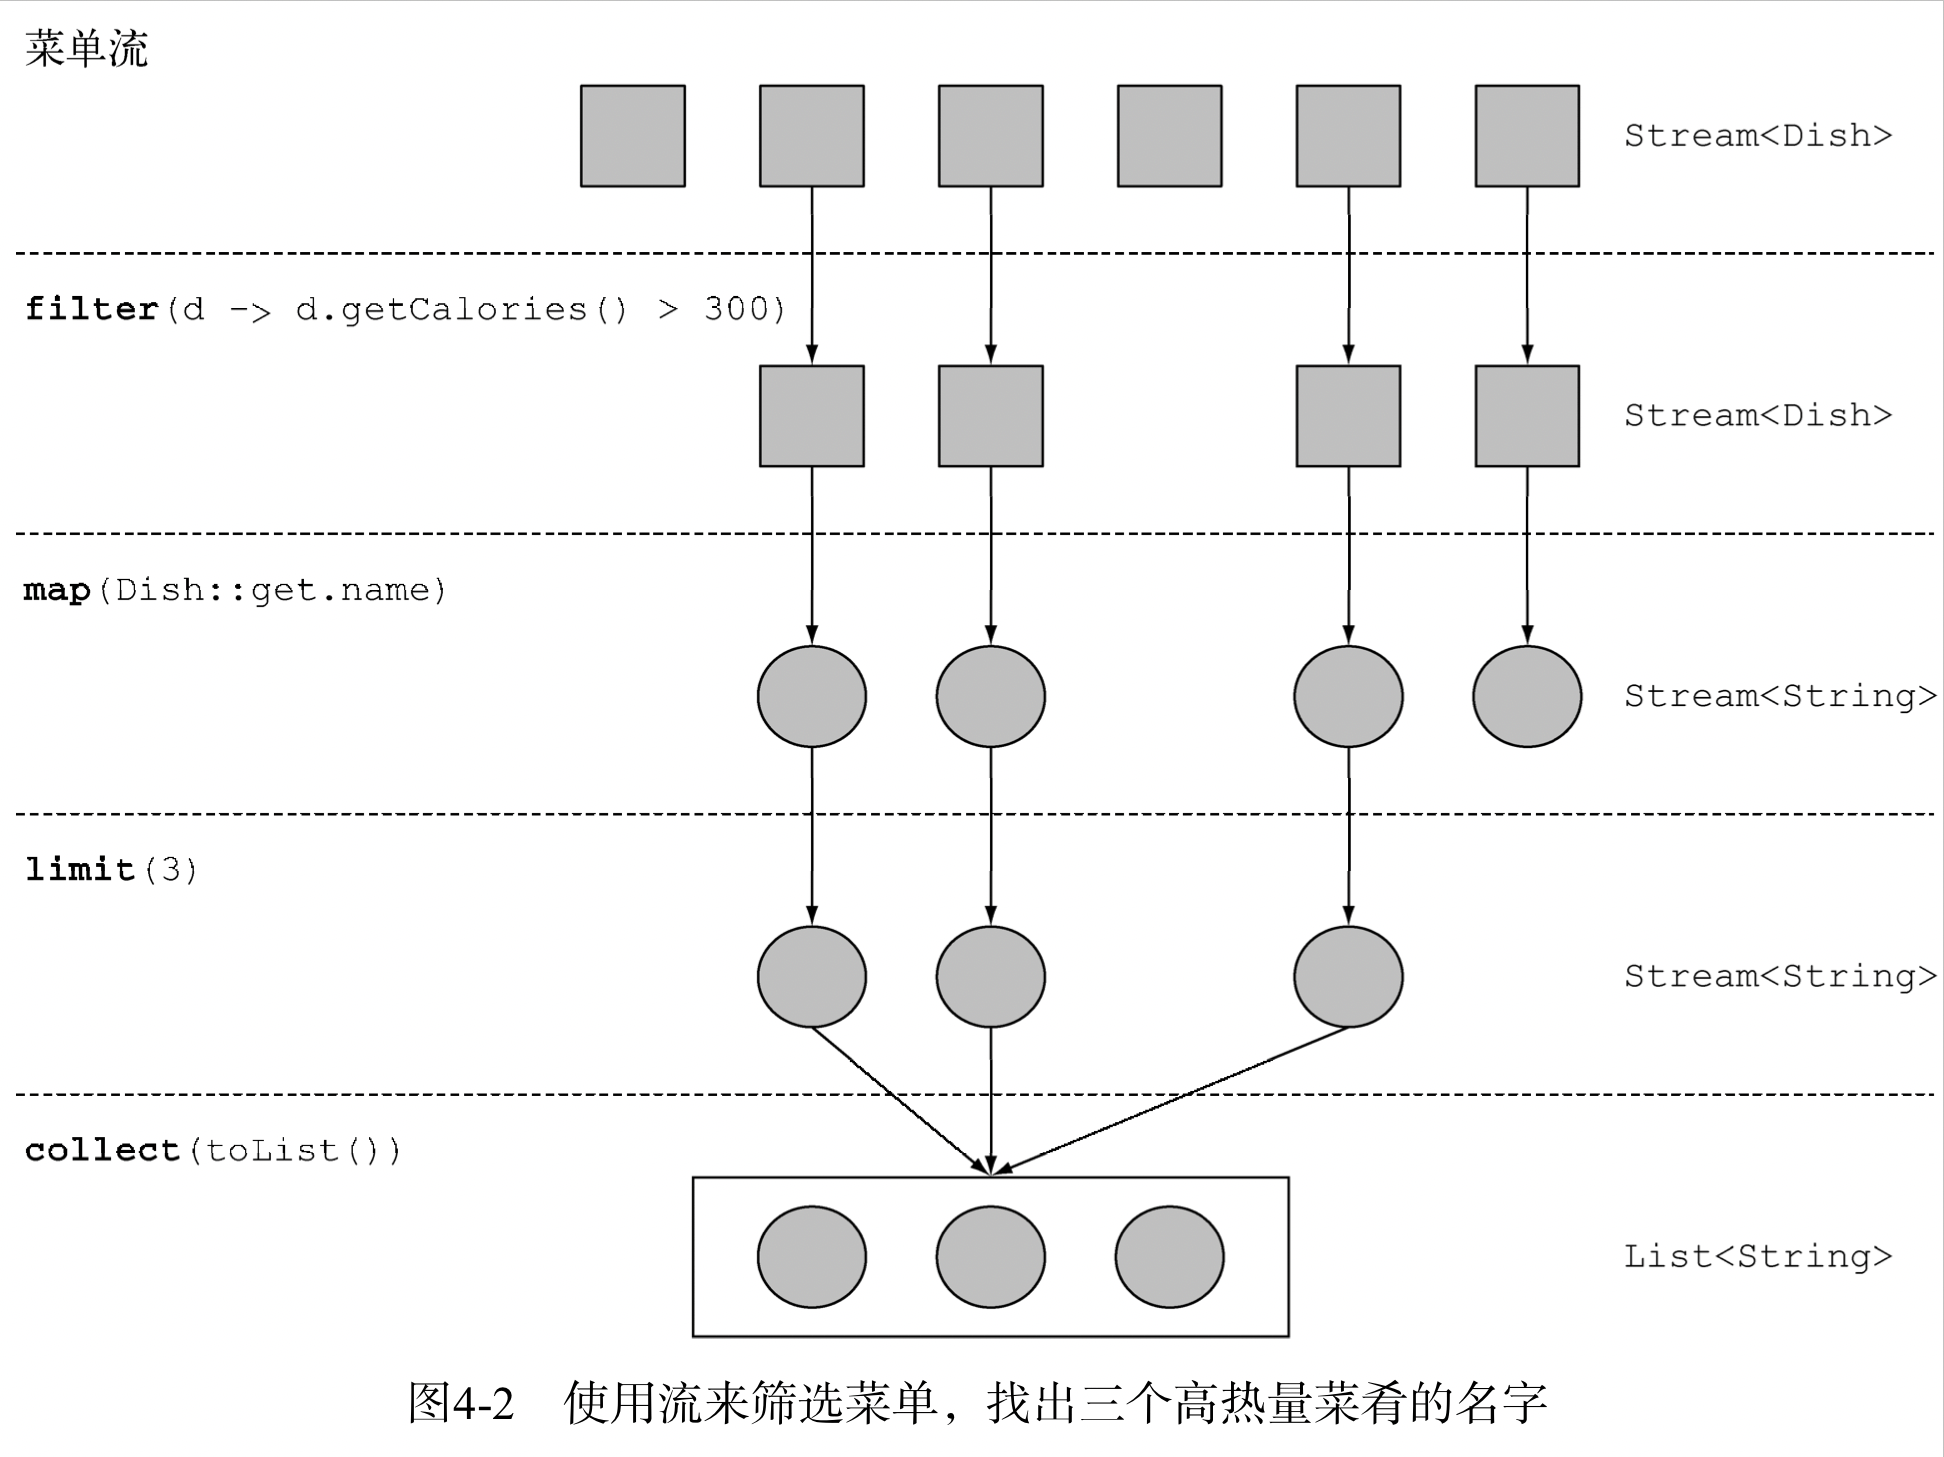 菜单流
Stream<Dish>
filter(d -> d.getCalories() > 300)
Stream<Dish>
map(Dish::get.name)
Stream<String>
limit(3)
Stream<String>
collect(toList())
List<String>
图4-2 使用流来筛选菜单，找出三个高热量菜肴的名字